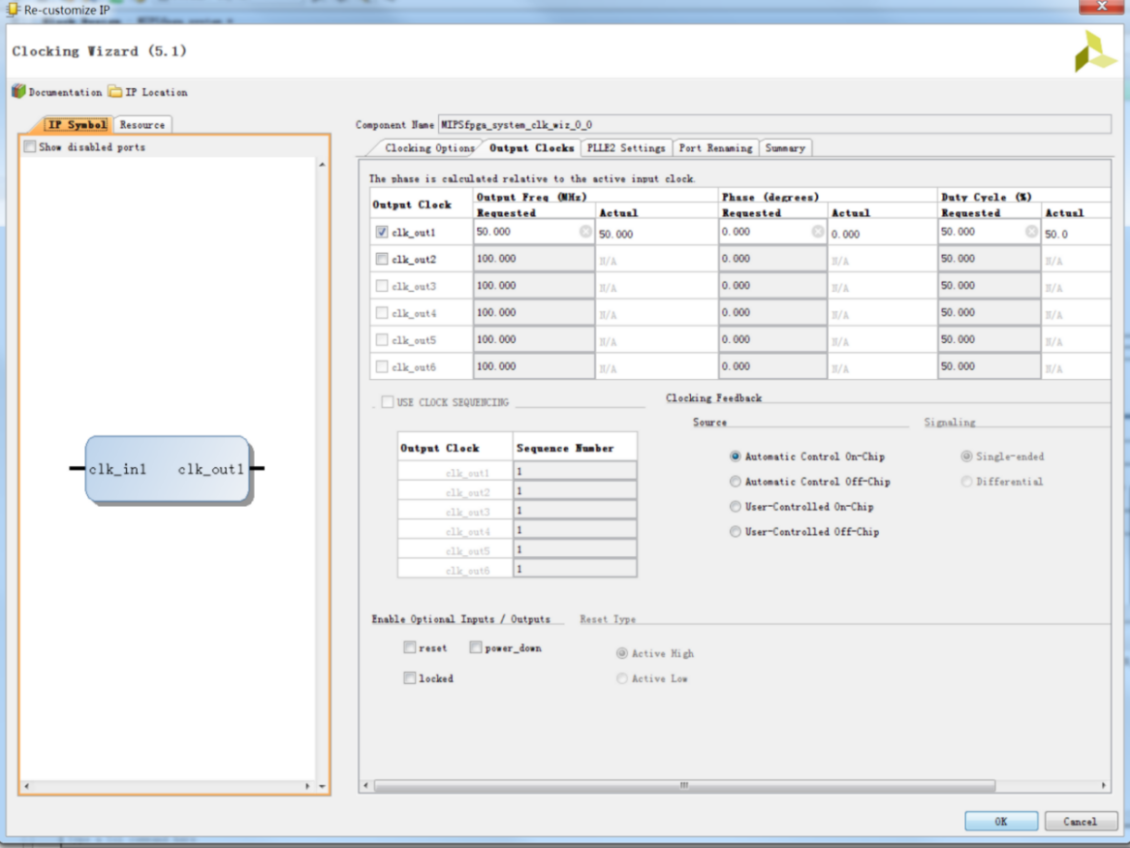 Re-customize IP
Clocking Wizard (5.1)
Documentation IP Location
IP Symbol Resource
Show disabled ports
clk_in1 clk_out1
Component Name MIPSfpga_system_clk_wiz_0_0
Clocking Options Output Clocks PLLE2 Settings Port Renaming Summary
The phase is calculated relative to the active input clock.
Output Clock Output Freq (MHz) Phase (degrees) Duty Cycle (%)
Requested Actual Requested Actual Requested Actual
clk_out1 50.000 50.000 0.000 0.000 50.000 50.0
clk_out2 100.000 N/A 0.000 N/A 50.000 N/A
clk_out3 100.000 N/A 0.000 N/A 50.000 N/A
clk_out4 100.000 N/A 0.000 N/A 50.000 N/A
clk_out5 100.000 N/A 0.000 N/A 50.000 N/A
clk_out6 100.000 N/A 0.000 N/A 50.000 N/A
USE CLOCK SEQUENCING
Output Clock Sequence Number
clk_out1 1
clk_out2 1
clk_out3 1
clk_out4 1
clk_out5 1
clk_out6 1
Clocking Feedback
Source Signaling
Automatic Control On-Chip Single-ended
Automatic Control Off-Chip Differential
User-Controlled On-Chip
User-Controlled Off-Chip
Enable Optional Inputs / Outputs Reset Type
reset power_down Active High
locked Active Low
OK Cancel